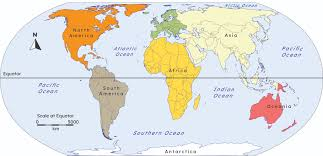 Arctic Ocean
North
America
Europe
Asia
N
Atlantic
Ocean
Pacific
Ocean
Africa
Equator
Pacific
Ocean
South
America
Indian
Ocean
Oceania
Scale at Equator
5000
km
Southern Ocean
Antarctica